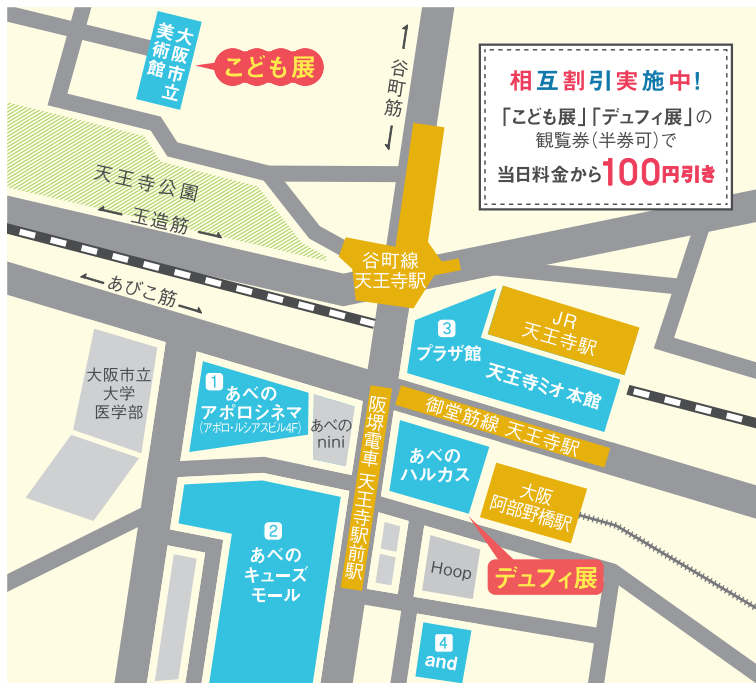 大阪市立
美術館
こども展
谷町筋
相互割引実施中!
「こども展」「デュフィ展」の
観覧券(半券可)で
当日料金から100円引き
天王寺公園
玉造筋
谷町線
天王寺駅
あびこ筋
JR
天王寺駅
3
プラザ館
天王寺ミオ本館
大阪市立
大学
医学部
1
あべの
アポロシネマ
(アポロ・ルシアスビル4F)
あべの
nini
阪堺電車 天王寺駅前駅
御堂筋線 天王寺駅
あべの
ハルカス
大阪
阿部野橋駅
2
あべの
キューズ
モール
Hoop
デュフィ展
4
and